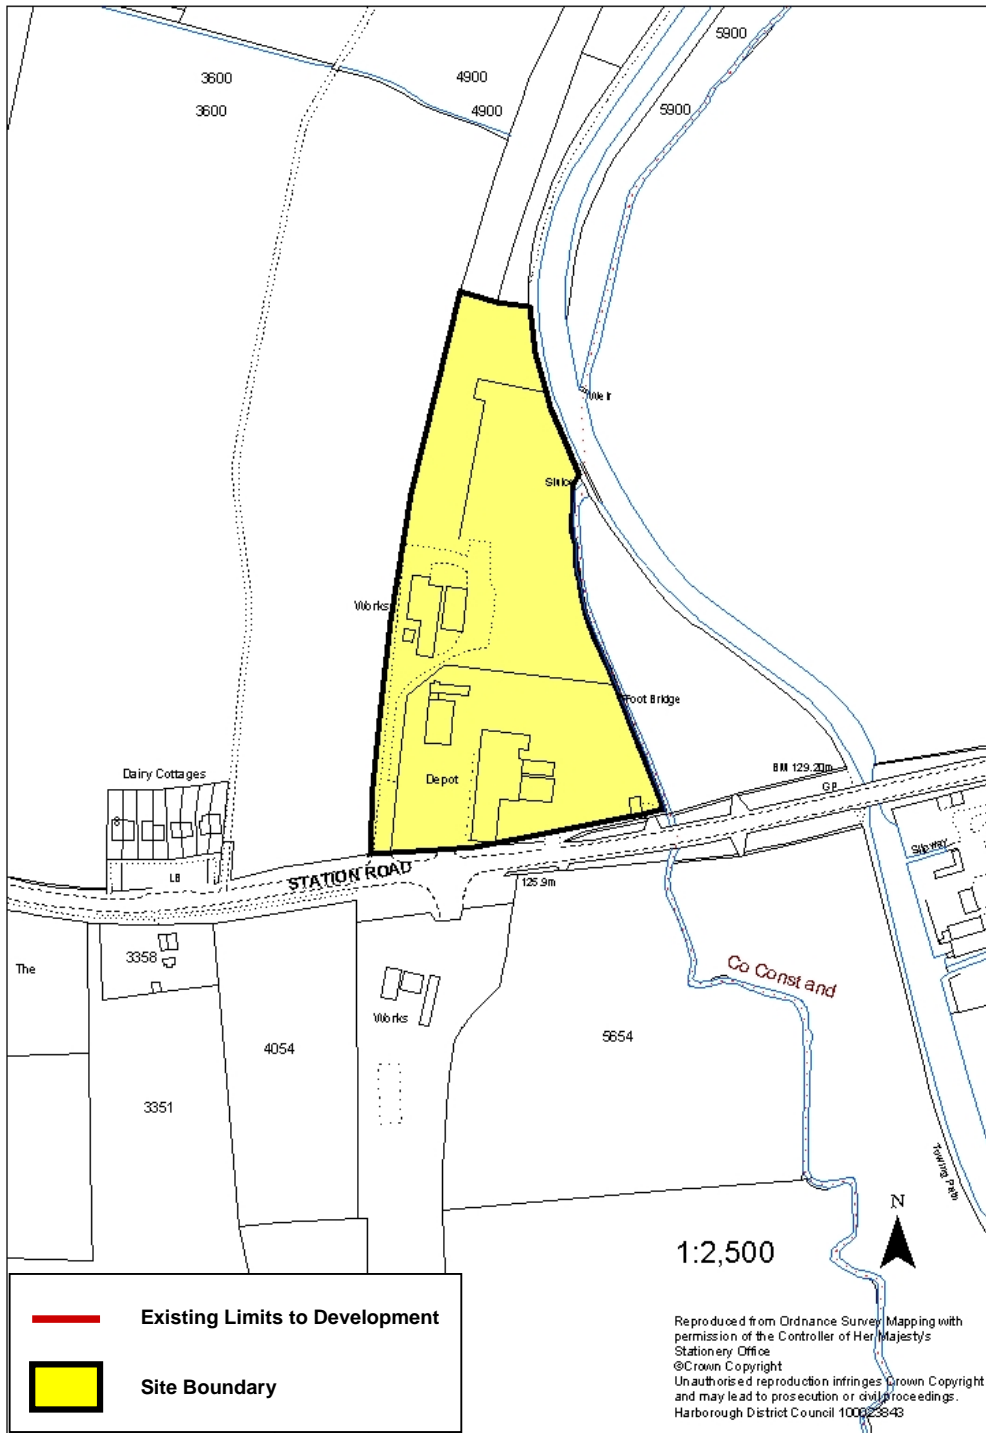 5900
3600
4900
3600
4900
5900
Weir
Sluice
Works
Foot Bridge
Dairy Cottages
Depot
BM 129.20m
GP
8
Slipway
LB
STATION ROAD
125.9m
3358
The
Co Const and
Works
5654
4054
3351
Towing Path
N
1:2,500
Existing Limits to Development
Site Boundary
Reproduced from Ordnance Survey Mapping with
permission of the Controller of Her Majesty's
Stationery Office
©Crown Copyright
Unauthorised reproduction infringes Crown Copyright
and may lead to prosecution or civil proceedings.
Harborough District Council 100023843